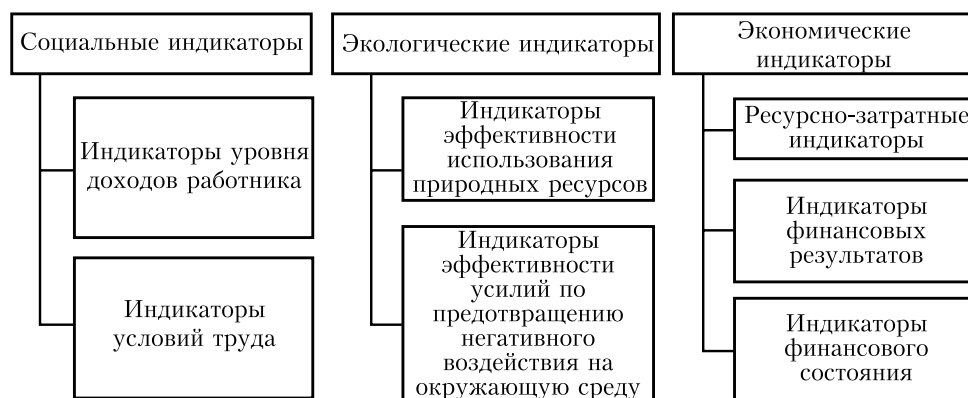 Социальные индикаторы
Индикаторы уровня
доходов работника
Индикаторы
условий труда
Экологические индикаторы
Индикаторы
эффективности
использования
природных ресурсов
Индикаторы
эффективности
усилий по
предотвращению
негативного
воздействия на
окружающую среду
Экономические
индикаторы
Ресурсно-затратные
индикаторы
Индикаторы
финансовых
результатов
Индикаторы
финансового
состояния